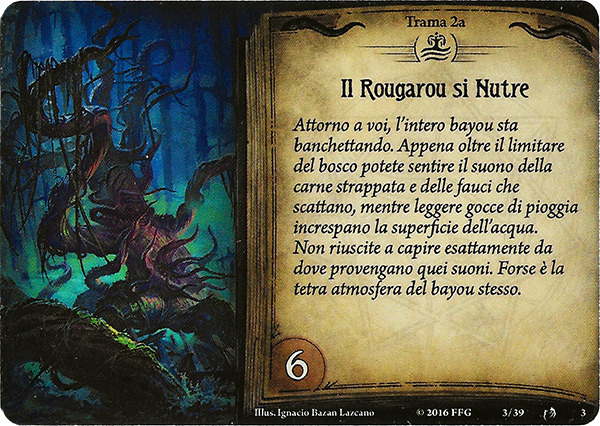 Trama 2a
Il Rougarou si Nutre
Attorno a voi, l'intero bayou sta
banchettando. Appena oltre il limitare
del bosco potete sentire il suono della
carne strappata e delle fauci che
scattano, mentre leggere gocce di pioggia
increspano la superficie dell'acqua.
Non riuscite a capire esattamente da
dove provengano quei suoni. Forse è la
tetra atmosfera del bayou stesso.
6
Illus. Ignacio Bazan Lazcano © 2016 FFG 3/39 3